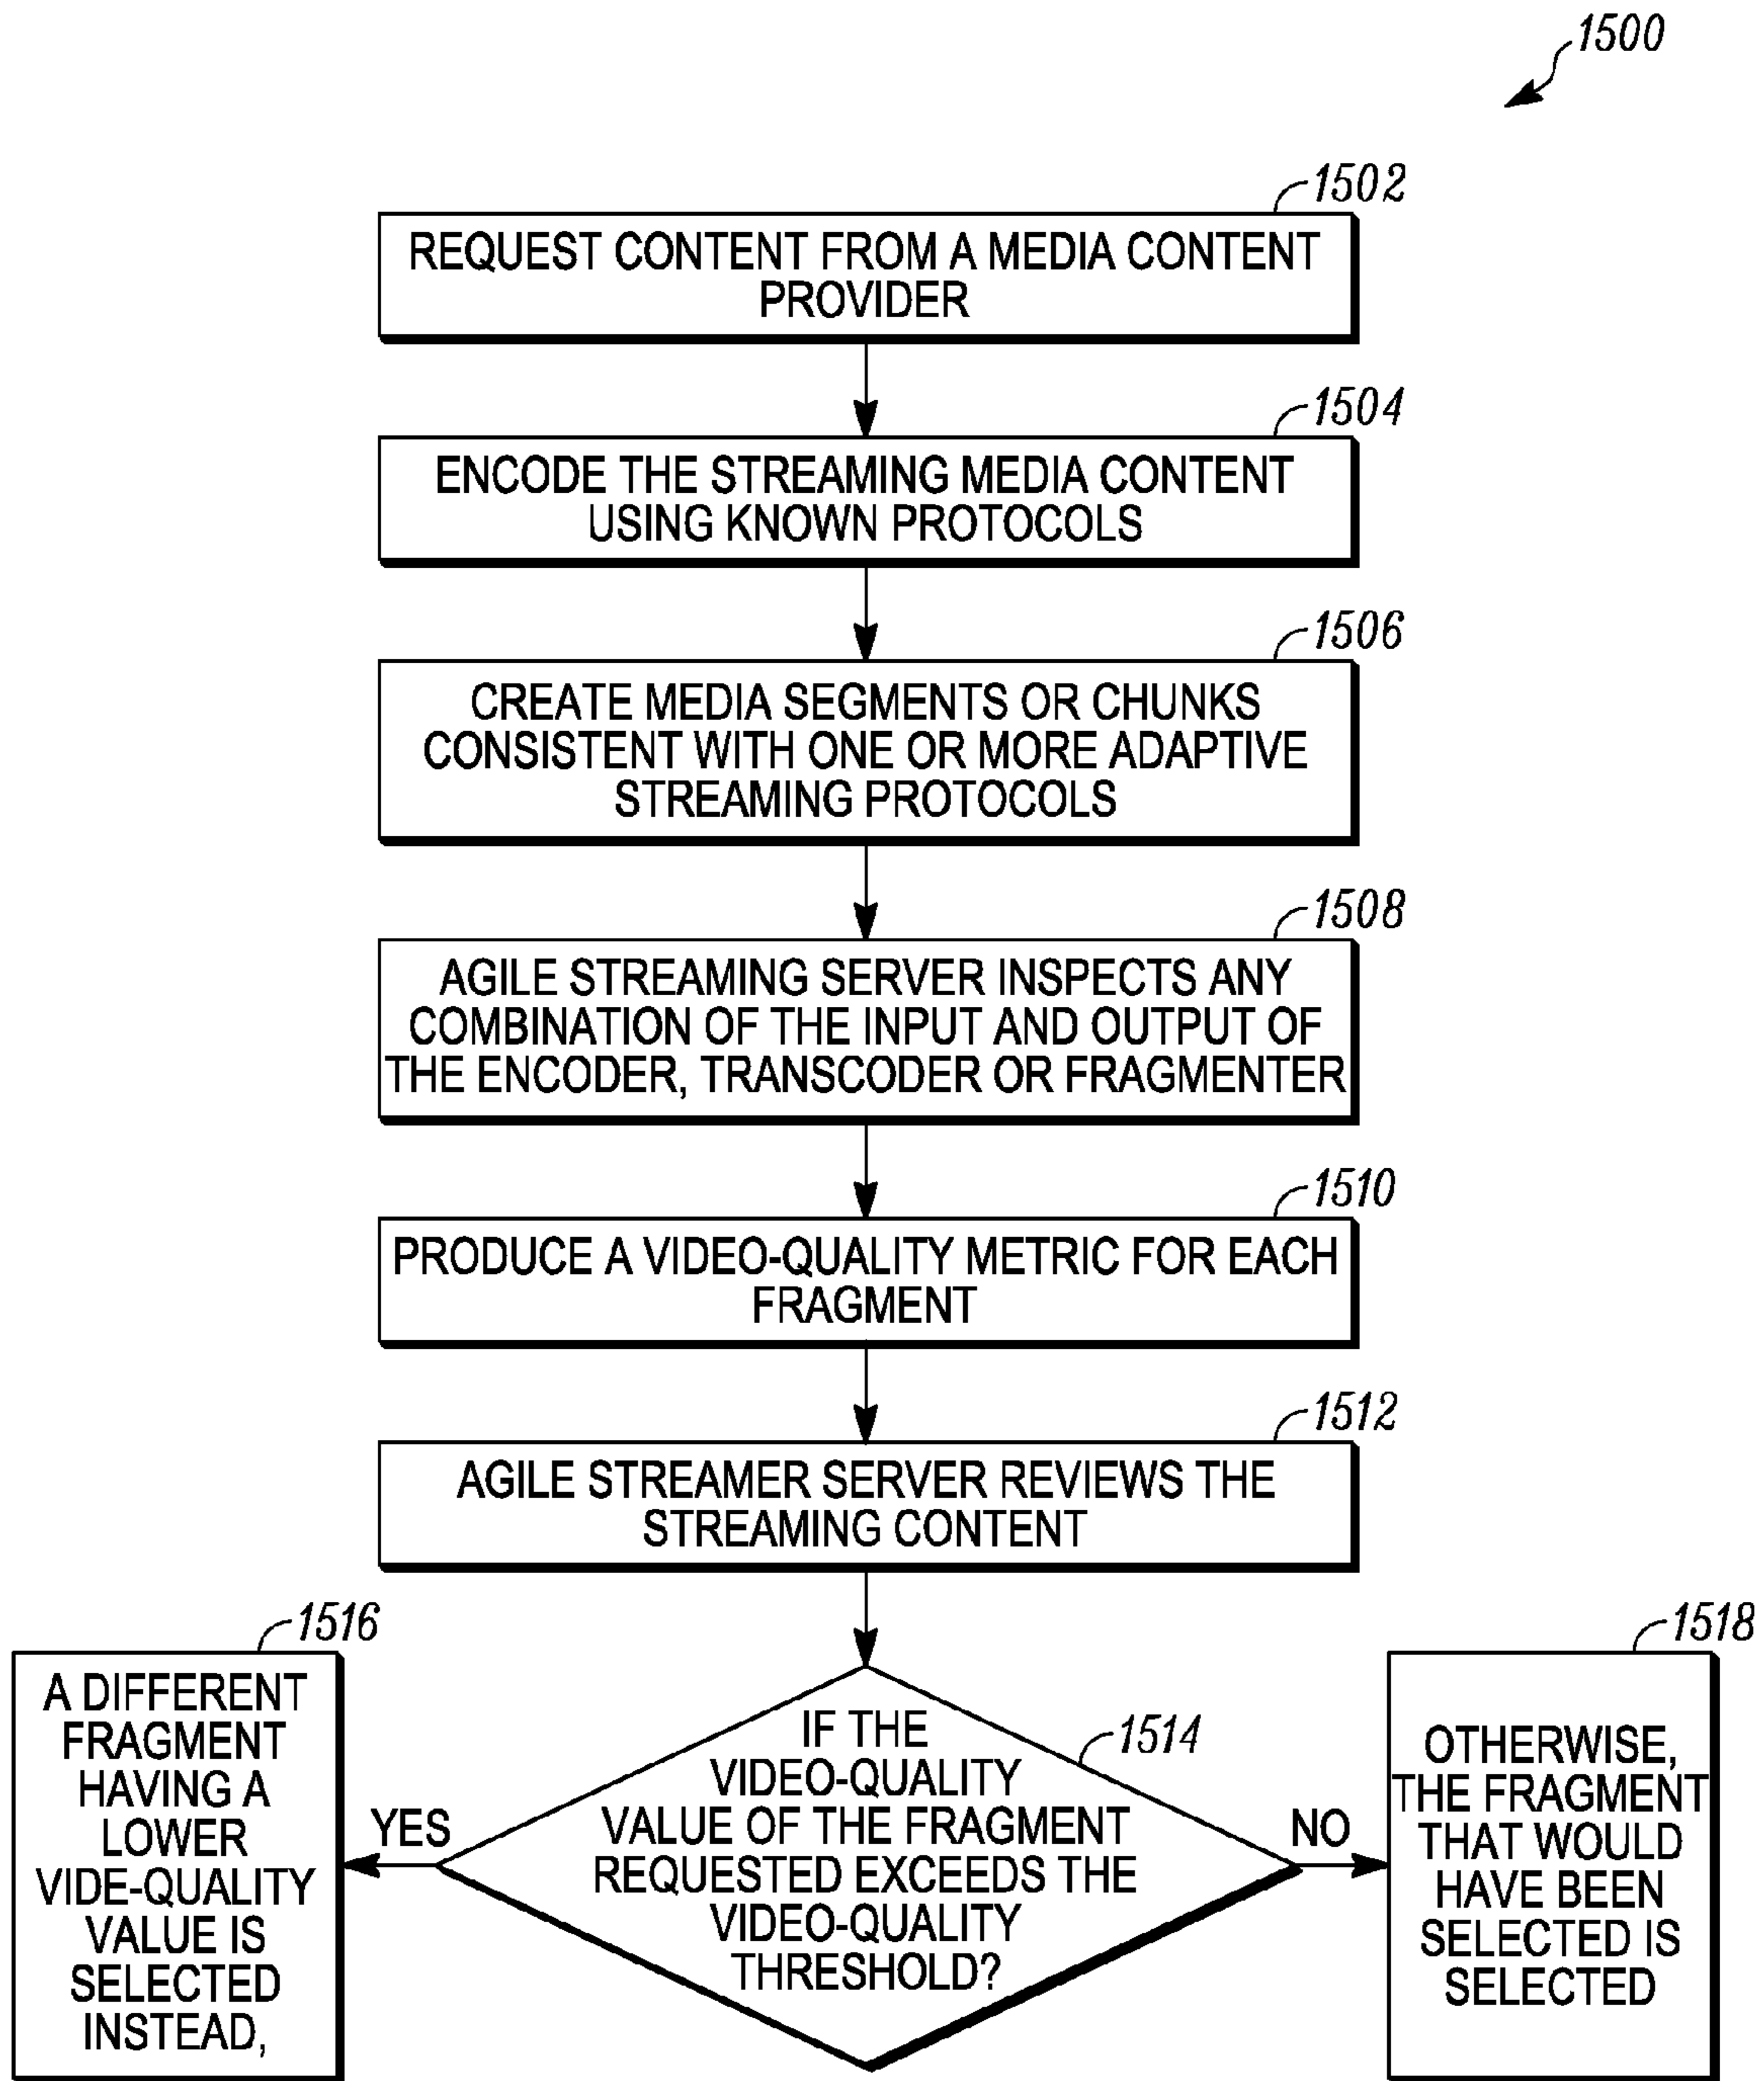 1500
1502
REQUEST CONTENT FROM A MEDIA CONTENT
PROVIDER
1504
ENCODE THE STREAMING MEDIA CONTENT
USING KNOWN PROTOCOLS
1506
CREATE MEDIA SEGMENTS OR CHUNKS
CONSISTENT WITH ONE OR MORE ADAPTIVE
STREAMING PROTOCOLS
1508
AGILE STREAMING SERVER INSPECTS ANY
COMBINATION OF THE INPUT AND OUTPUT OF
THE ENCODER, TRANSCODER OR FRAGMENTER
1510
PRODUCE A VIDEO-QUALITY METRIC FOR EACH
FRAGMENT
1512
AGILE STREAMER SERVER REVIEWS THE
STREAMING CONTENT
1516
A DIFFERENT
FRAGMENT
HAVING A
LOWER
VIDE-QUALITY
VALUE IS
SELECTED
INSTEAD,
YES
1514
IF THE
VIDEO-QUALITY
VALUE OF THE FRAGMENT
REQUESTED EXCEEDS THE
VIDEO-QUALITY
THRESHOLD?
NO
1518
OTHERWISE,
THE FRAGMENT
THAT WOULD
HAVE BEEN
SELECTED IS
SELECTED